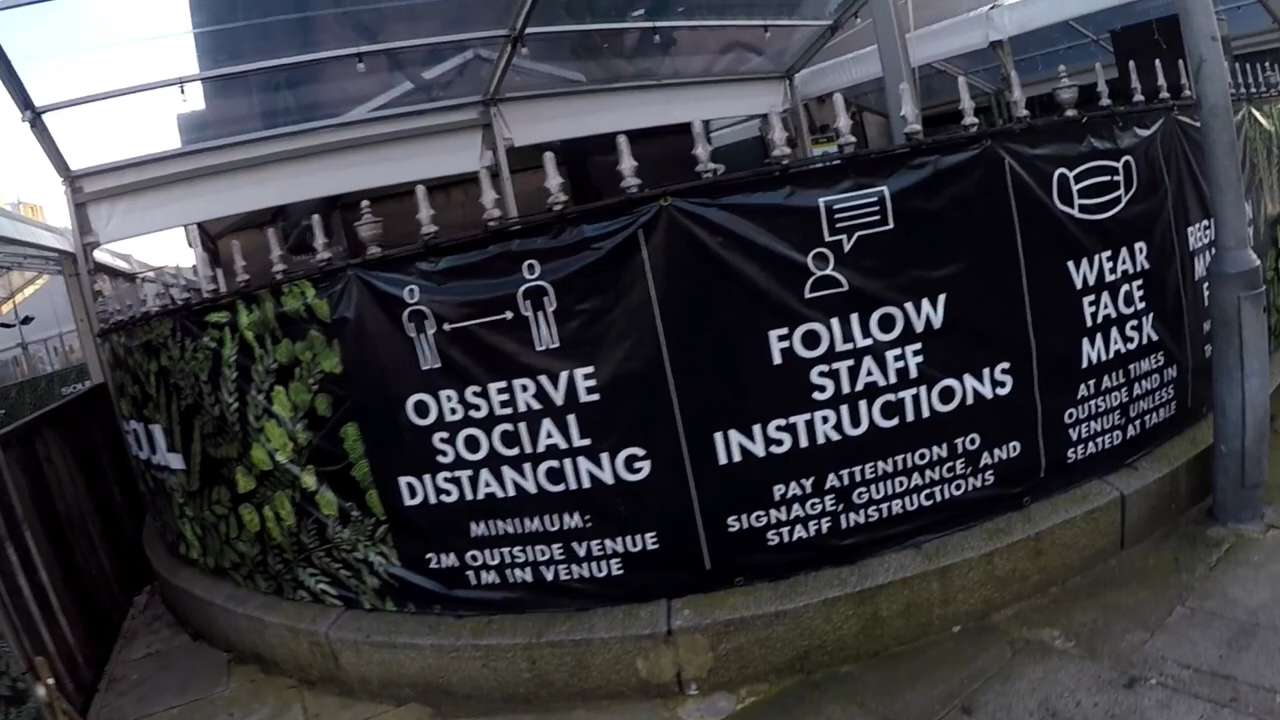 SOUL
OBSERVE
SOCIAL
DISTANCING
MINIMUM:
2M OUTSIDE VENUE
1M IN VENUE
FOLLOW
STAFF
INSTRUCTIONS
PAY ATTENTION TO
SIGNAGE, GUIDANCE, AND
STAFF INSTRUCTIONS
WEAR
FACE
MASK
AT ALL TIMES
OUTSIDE AND IN
VENUE, UNLESS
SEATED AT TABLE